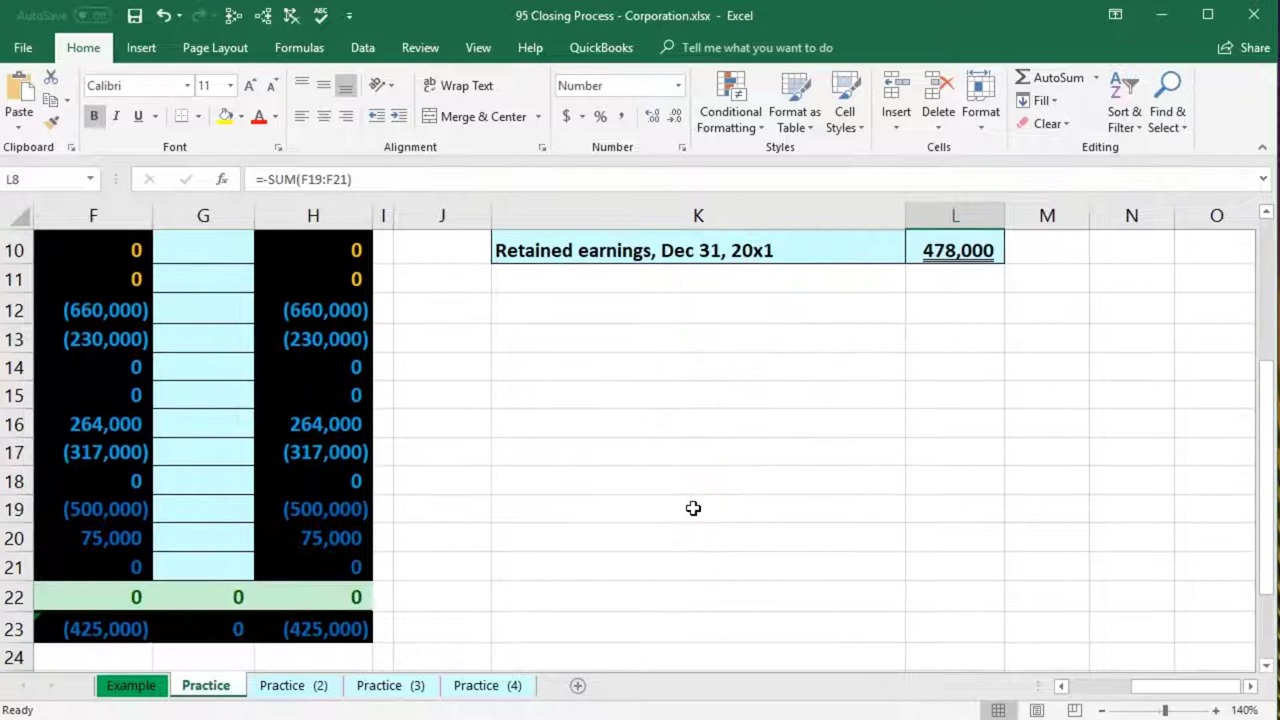 AutoSave Off
95 Closing Process - Corporation.xlsx - Excel
File Home Insert Page Layout Formulas Data Review View Help QuickBooks Tell me what you want to do Share
Paste
Calibri 11
B I U
Wrap Text
Merge & Center
Number
$ % ,
Conditional Formatting
Format as Table
Cell Styles
Insert
Delete
Format
AutoSum
Fill
Clear
Sort & Filter
Find & Select
Clipboard Font Alignment Number Styles Cells Editing
L8 fx =-SUM(F19:F21)
F G H I J K L M N O
10 0 0 Retained earnings, Dec 31, 20x1 478,000
11 0 0
12 (660,000) (660,000)
13 (230,000) (230,000)
14 0 0
15 0 0
16 264,000 264,000
17 (317,000) (317,000)
18 0 0
19 (500,000) (500,000)
20 75,000 75,000
21 0 0
22 0 0 0
23 (425,000) 0 (425,000)
24
Example Practice Practice (2) Practice (3) Practice (4)
Ready 140%